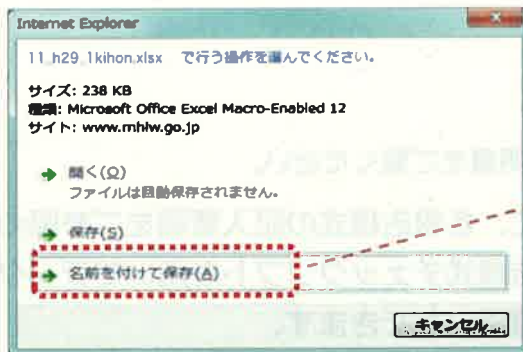 Internet Explorer
11_h29_1kihon.xlsx で行う操作を選んでください。
サイズ: 238 KB
種類: Microsoft Office Excel Macro-Enabled 12
サイト: www.mhlw.go.jp
開く(O)
ファイルは自動保存されません。
保存(S)
名前を付けて保存(A)
キャンセル